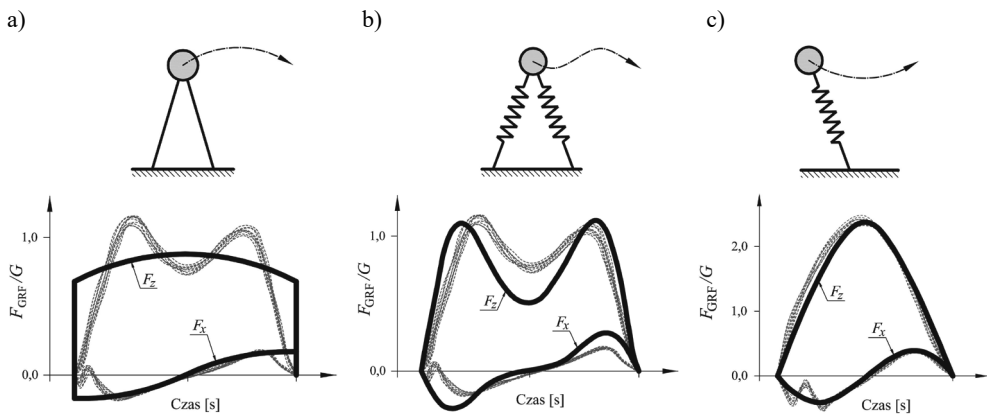 a)
b)
c)
F_GRF/G
1,0
0,0
F_z
F_x
Czas [s]
F_GRF/G
1,0
0,0
F_z
F_x
Czas [s]
F_GRF/G
2,0
1,0
0,0
F_z
F_x
Czas [s]